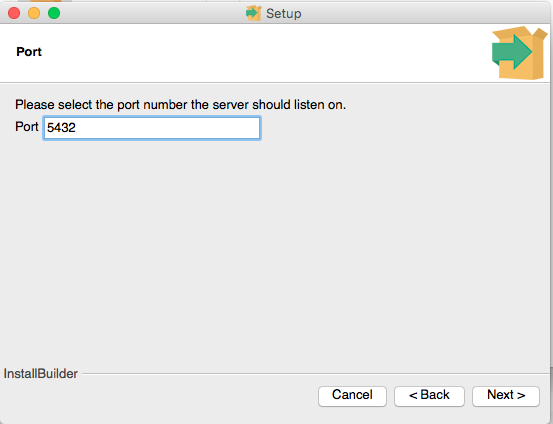 Setup
Port
Please select the port number the server should listen on.
Port 5432
InstallBuilder
Cancel < Back Next >